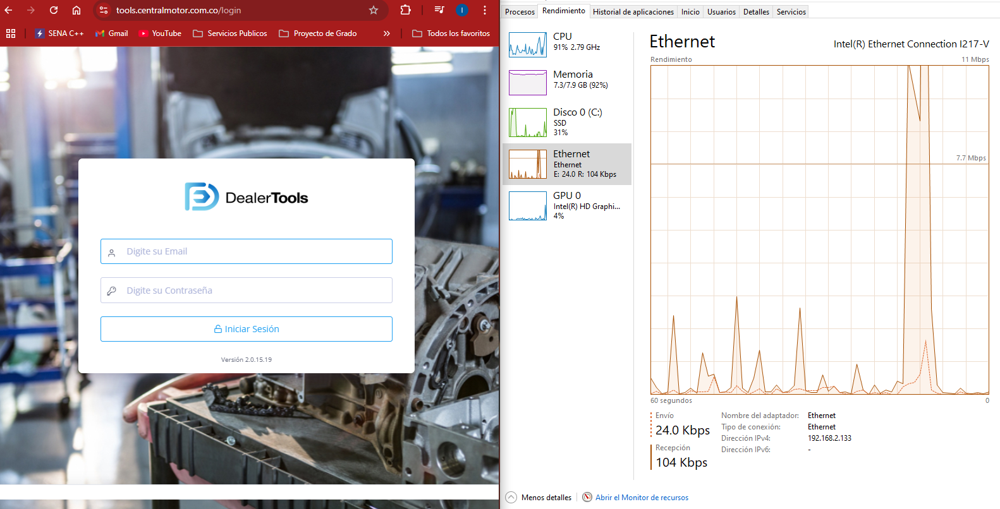 tools.centralmotor.com.co/login
I
SENA C++
Gmail
YouTube
Servicios Publicos
Proyecto de Grado
»
Todos los favoritos
DealerTools
Digite su Email
Digite su Contraseña
Iniciar Sesión
Versión 2.0.15.19
Procesos
Rendimiento
Historial de aplicaciones
Inicio
Usuarios
Detalles
Servicios
CPU
91% 2.79 GHz
Memoria
7.3/7.9 GB (92%)
Disco 0 (C:)
SSD
31%
Ethernet
Ethernet
E: 24.0 R: 104 Kbps
GPU 0
Intel(R) HD Graphi...
4%
Ethernet
Intel(R) Ethernet Connection I217-V
Rendimiento
11 Mbps
7.7 Mbps
60 segundos
0
Envío
24.0 Kbps
Recepción
104 Kbps
Nombre del adaptador: Ethernet
Tipo de conexión: Ethernet
Dirección IPv4: 192.168.2.133
Dirección IPv6: -
Menos detalles
Abrir el Monitor de recursos